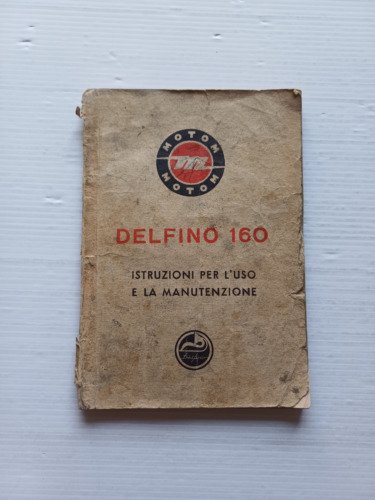 MOTOM
MOTOM
DELFINO 160
ISTRUZIONI PER L'USO
E LA MANUTENZIONE